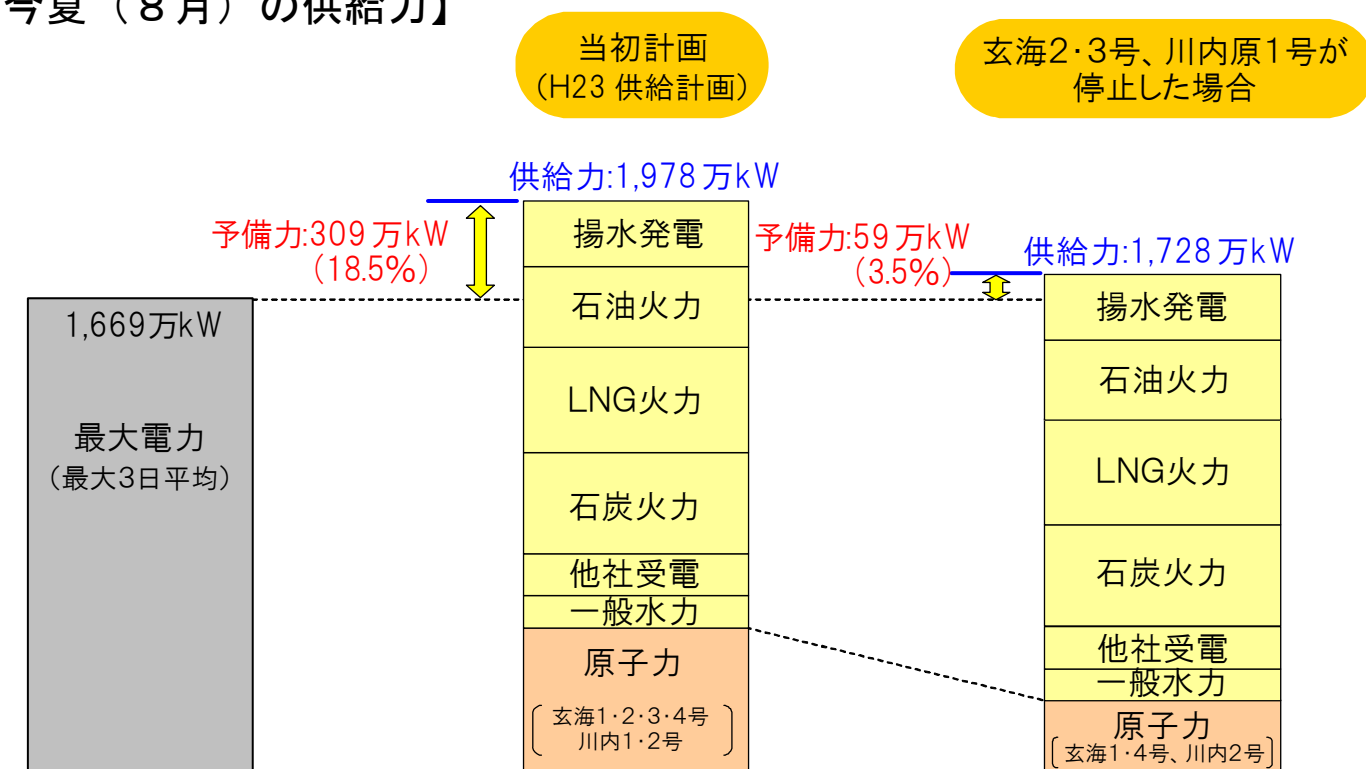 今夏（８月）の供給力】
当初計画
（H23 供給計画）
玄海2･3号、川内原1号が
停止した場合
供給力:1,978 万kW
予備力:309 万kW
（18.5%）
予備力:59 万kW
（3.5%）
供給力:1,728 万kW
1,669万kW
最大電力
（最大3日平均）
揚水発電
石油火力
LNG火力
石炭火力
他社受電
一般水力
原子力
玄海1･2･3･4号
川内1･2号
揚水発電
石油火力
LNG火力
石炭火力
他社受電
一般水力
原子力
玄海1･4号、川内2号